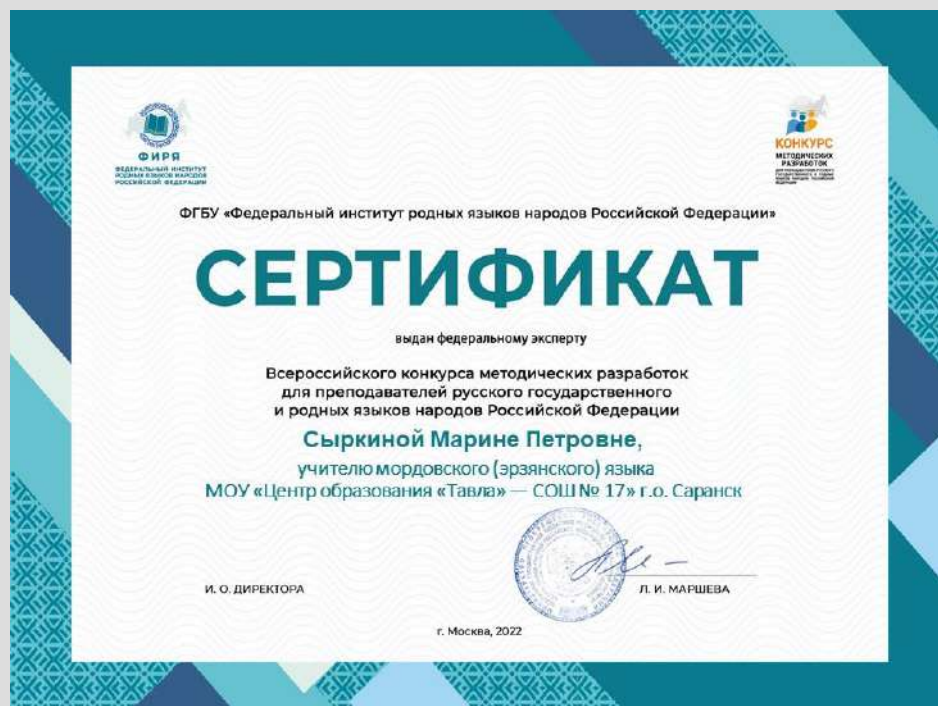 ФИРЯ
ФЕДЕРАЛЬНЫЙ ИНСТИТУТ
РОДНЫХ ЯЗЫКОВ НАРОДОВ
РОССИЙСКОЙ ФЕДЕРАЦИИ
КОНКУРС
МЕТОДИЧЕСКИХ
РАЗРАБОТОК
ФГБУ «Федеральный институт родных языков народов Российской Федерации»
СЕРТИФИКАТ
выдан федеральному эксперту
Всероссийского конкурса методических разработок
для преподавателей русского государственного
и родных языков народов Российской Федерации
Сыркиной Марине Петровне,
учителю мордовского (эрзянского) языка
МОУ «Центр образования «Тавла» — СОШ № 17» г.о. Саранск
И. О. ДИРЕКТОРА
Л. И. МАРШЕВА
г. Москва, 2022